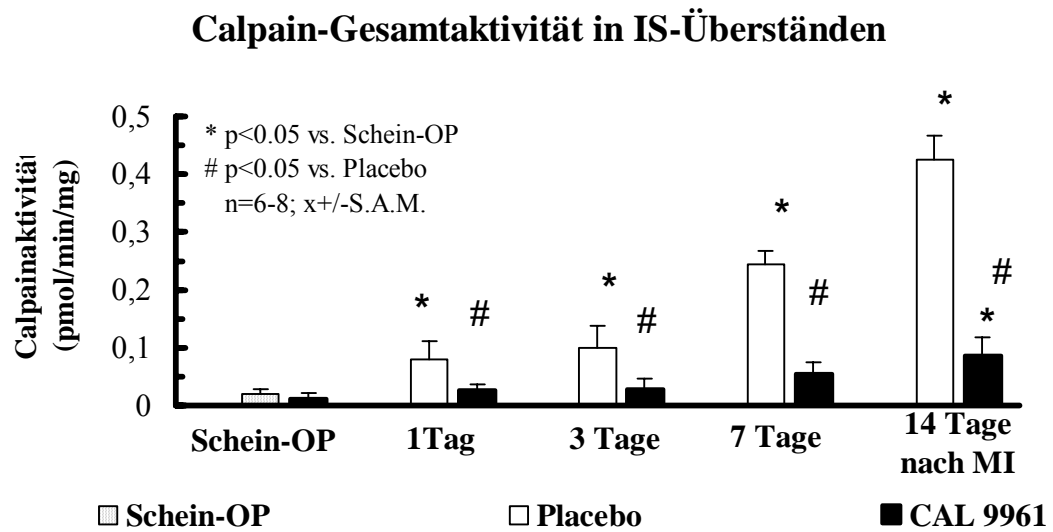 Calpain-Gesamtaktivität in IS-Überständen
* p<0.05 vs. Schein-OP
# p<0.05 vs. Placebo
n=6-8; x+/-S.A.M.
Calpainaktivität
(pmol/min/mg)
0,5
0,4
0,3
0,2
0,1
0
* # * # * # * # *
Schein-OP 1Tag 3 Tage 7 Tage 14 Tage
nach MI
Schein-OP Placebo CAL 9961